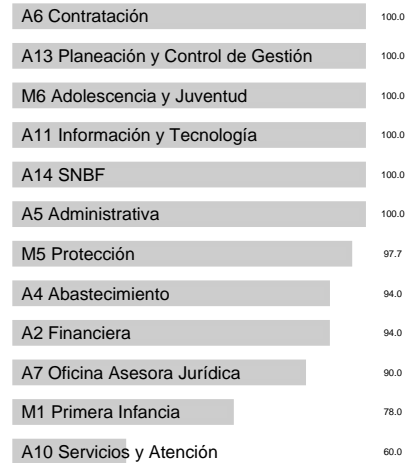 A6 Contratación 100.0
A13 Planeación y Control de Gestión 100.0
M6 Adolescencia y Juventud 100.0
A11 Información y Tecnología 100.0
A14 SNBF 100.0
A5 Administrativa 100.0
M5 Protección 97.7
A4 Abastecimiento 94.0
A2 Financiera 94.0
A7 Oficina Asesora Jurídica 90.0
M1 Primera Infancia 78.0
A10 Servicios y Atención 60.0